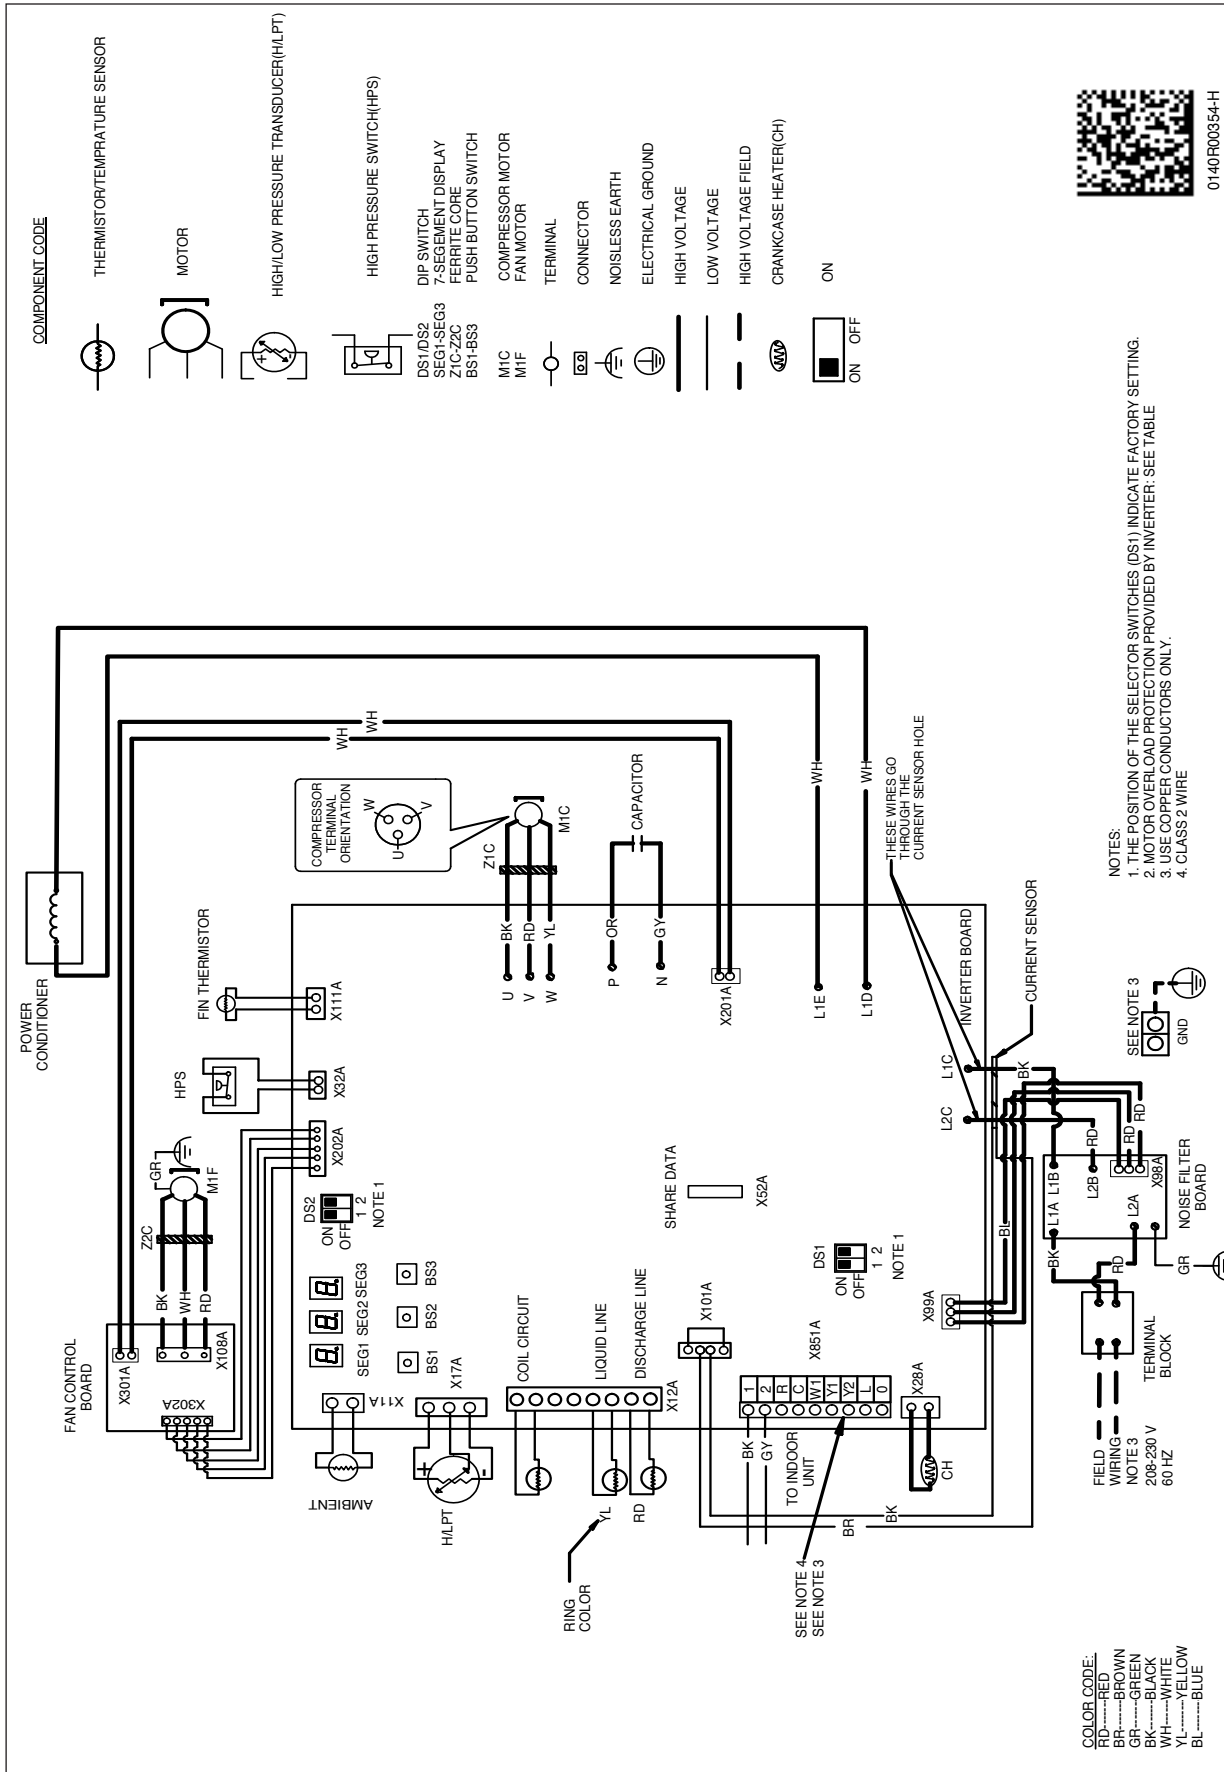 COMPONENT CODE
THERMISTOR/TEMPRATURE SENSOR
MOTOR
HIGH/LOW PRESSURE TRANSDUCER(H/LPT)
HIGH PRESSURE SWITCH(HPS)
DS1/DS2 DIP SWITCH
SEG1-SEG3 7-SEGEMENT DISPLAY
Z1C-Z2C FERRITE CORE
BS1-BS3 PUSH BUTTON SWITCH
M1C COMPRESSOR MOTOR
M1F FAN MOTOR
TERMINAL
CONNECTOR
NOISLESS EARTH
ELECTRICAL GROUND
HIGH VOLTAGE
LOW VOLTAGE
HIGH VOLTAGE FIELD
CRANKCASE HEATER(CH)
ON OFF ON
POWER
CONDITIONER
FIN THERMISTOR
X111A
HPS
X32A
X202A
GR
M1F
Z2C
BK
WH
RD
X108A
FAN CONTROL
BOARD
X301A
X302A
DS2
ON
OFF
1 2
NOTE 1
SEG1 SEG2 SEG3
BS1
BS2
BS3
X11A
AMBIENT
X17A
H/LPT
+
-
COIL CIRCUIT
LIQUID LINE
DISCHARGE LINE
X12A
YL
RD
RING
COLOR
WH
WH
COMPRESSOR
TERMINAL
ORIENTATION
W
V
U
Z1C
M1C
U
V
W
BK
RD
YL
P
OR
N
GY
CAPACITOR
X201A
L1E
WH
L1D
WH
SHARE DATA
X52A
DS1
ON
OFF
1 2
NOTE 1
X101A
X851A
1
2
R
C
W1
Y1
Y2
L
0
BK
GY
TO INDOOR
UNIT
SEE NOTE 4
SEE NOTE 3
BR
BK
X28A
CH
X99A
BL
THESE WIRES GO
THROUGH THE
CURRENT SENSOR HOLE
INVERTER BOARD
CURRENT SENSOR
L1C
L2C
BK
RD
RD
RD
L1A
L1B
L2B
L2A
X98A
NOISE FILTER
BOARD
BK
RD
GR
SEE NOTE 3
GND
TERMINAL
BLOCK
FIELD
WIRING
NOTE 3
208-230 V
60 HZ
NOTES:
1. THE POSITION OF THE SELECTOR SWITCHES (DS1) INDICATE FACTORY SETTING.
2. MOTOR OVERLOAD PROTECTION PROVIDED BY INVERTER: SEE TABLE
3. USE COPPER CONDUCTORS ONLY.
4. CLASS 2 WIRE
COLOR CODE:
RD-------RED
BR-------BROWN
GR-------GREEN
BK-------BLACK
WH------WHITE
YL--------YELLOW
BL--------BLUE
0140R00354-H